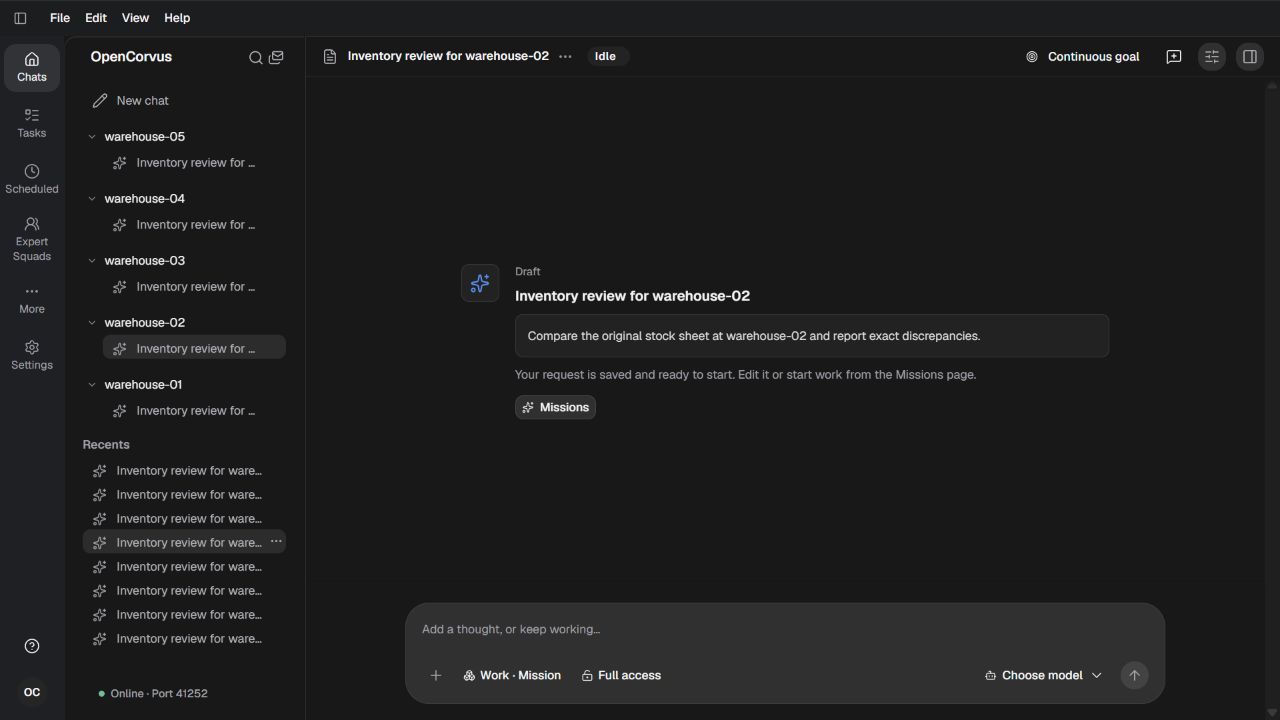 File Edit View Help
Chats
Tasks
Scheduled
Expert
Squads
More
Settings
OC
OpenCorvus
New chat
warehouse-05
Inventory review for ...
warehouse-04
Inventory review for ...
warehouse-03
Inventory review for ...
warehouse-02
Inventory review for ...
warehouse-01
Inventory review for ...
Recents
Inventory review for ware...
Inventory review for ware...
Inventory review for ware...
Inventory review for ware...
Inventory review for ware...
Inventory review for ware...
Inventory review for ware...
Inventory review for ware...
Online · Port 41252
Inventory review for warehouse-02 Idle Continuous goal
Draft
Inventory review for warehouse-02
Compare the original stock sheet at warehouse-02 and report exact discrepancies.
Your request is saved and ready to start. Edit it or start work from the Missions page.
Missions
Add a thought, or keep working...
Work · Mission Full access Choose model